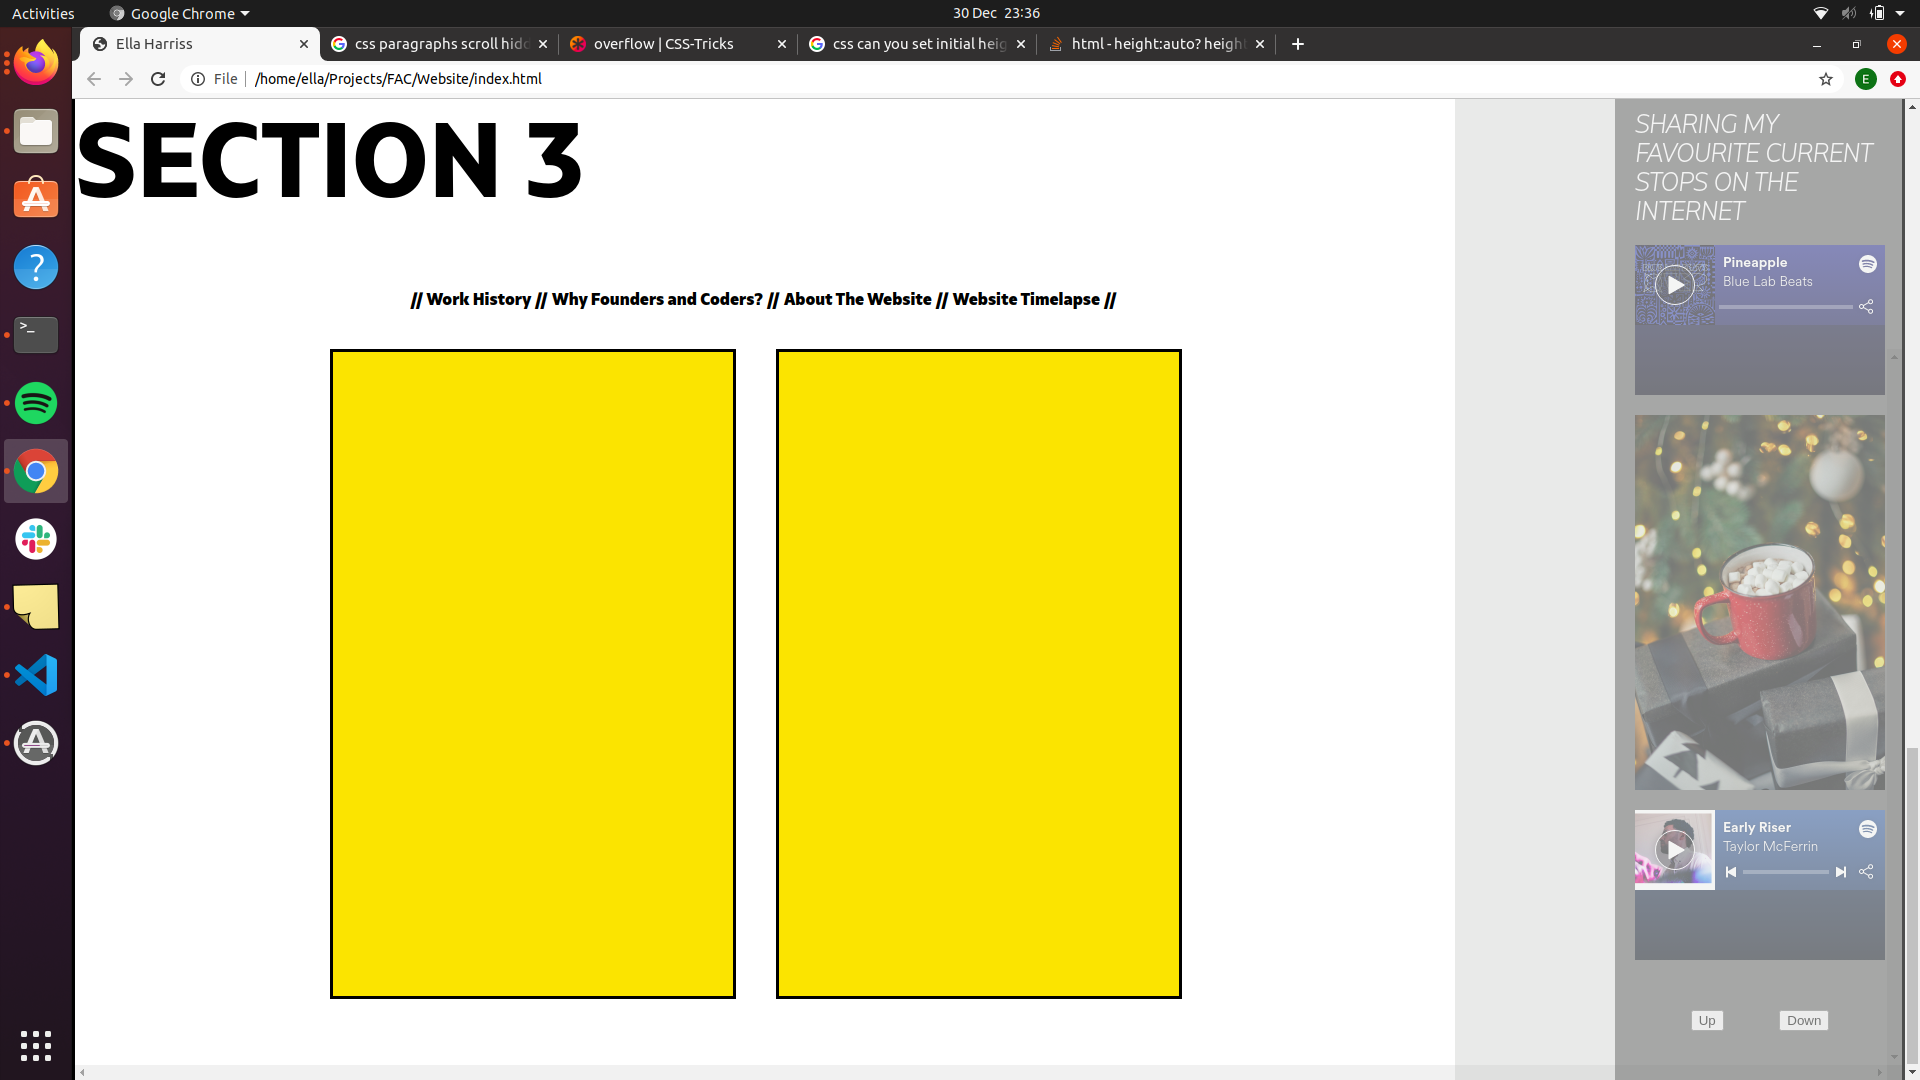 Activities
Google Chrome
30 Dec 23:36
Ella Harriss
css paragraphs scroll hidd
overflow | CSS-Tricks
css can you set initial heig
html - height:auto? height
File
/home/ella/Projects/FAC/Website/index.html
E
SECTION 3
// Work History // Why Founders and Coders? // About The Website // Website Timelapse //
SHARING MY
FAVOURITE CURRENT
STOPS ON THE
INTERNET
Pineapple
Blue Lab Beats
Early Riser
Taylor McFerrin
Up
Down